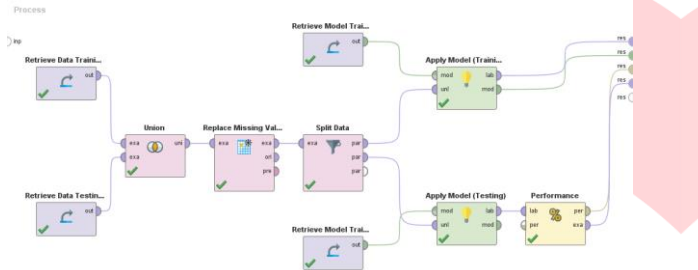 Process
inp
Retrieve Data Traini...
out
Retrieve Data Testin...
out
Union
exa
exa
uni
Replace Missing Val...
exa
exa
ori
pre
Split Data
exa
par
par
par
Retrieve Model Trai...
out
Apply Model (Traini...
mod
unl
lab
mod
Retrieve Model Trai...
out
Apply Model (Testing)
mod
unl
lab
mod
Performance
lab
per
per
exa
res
res
res
res
res